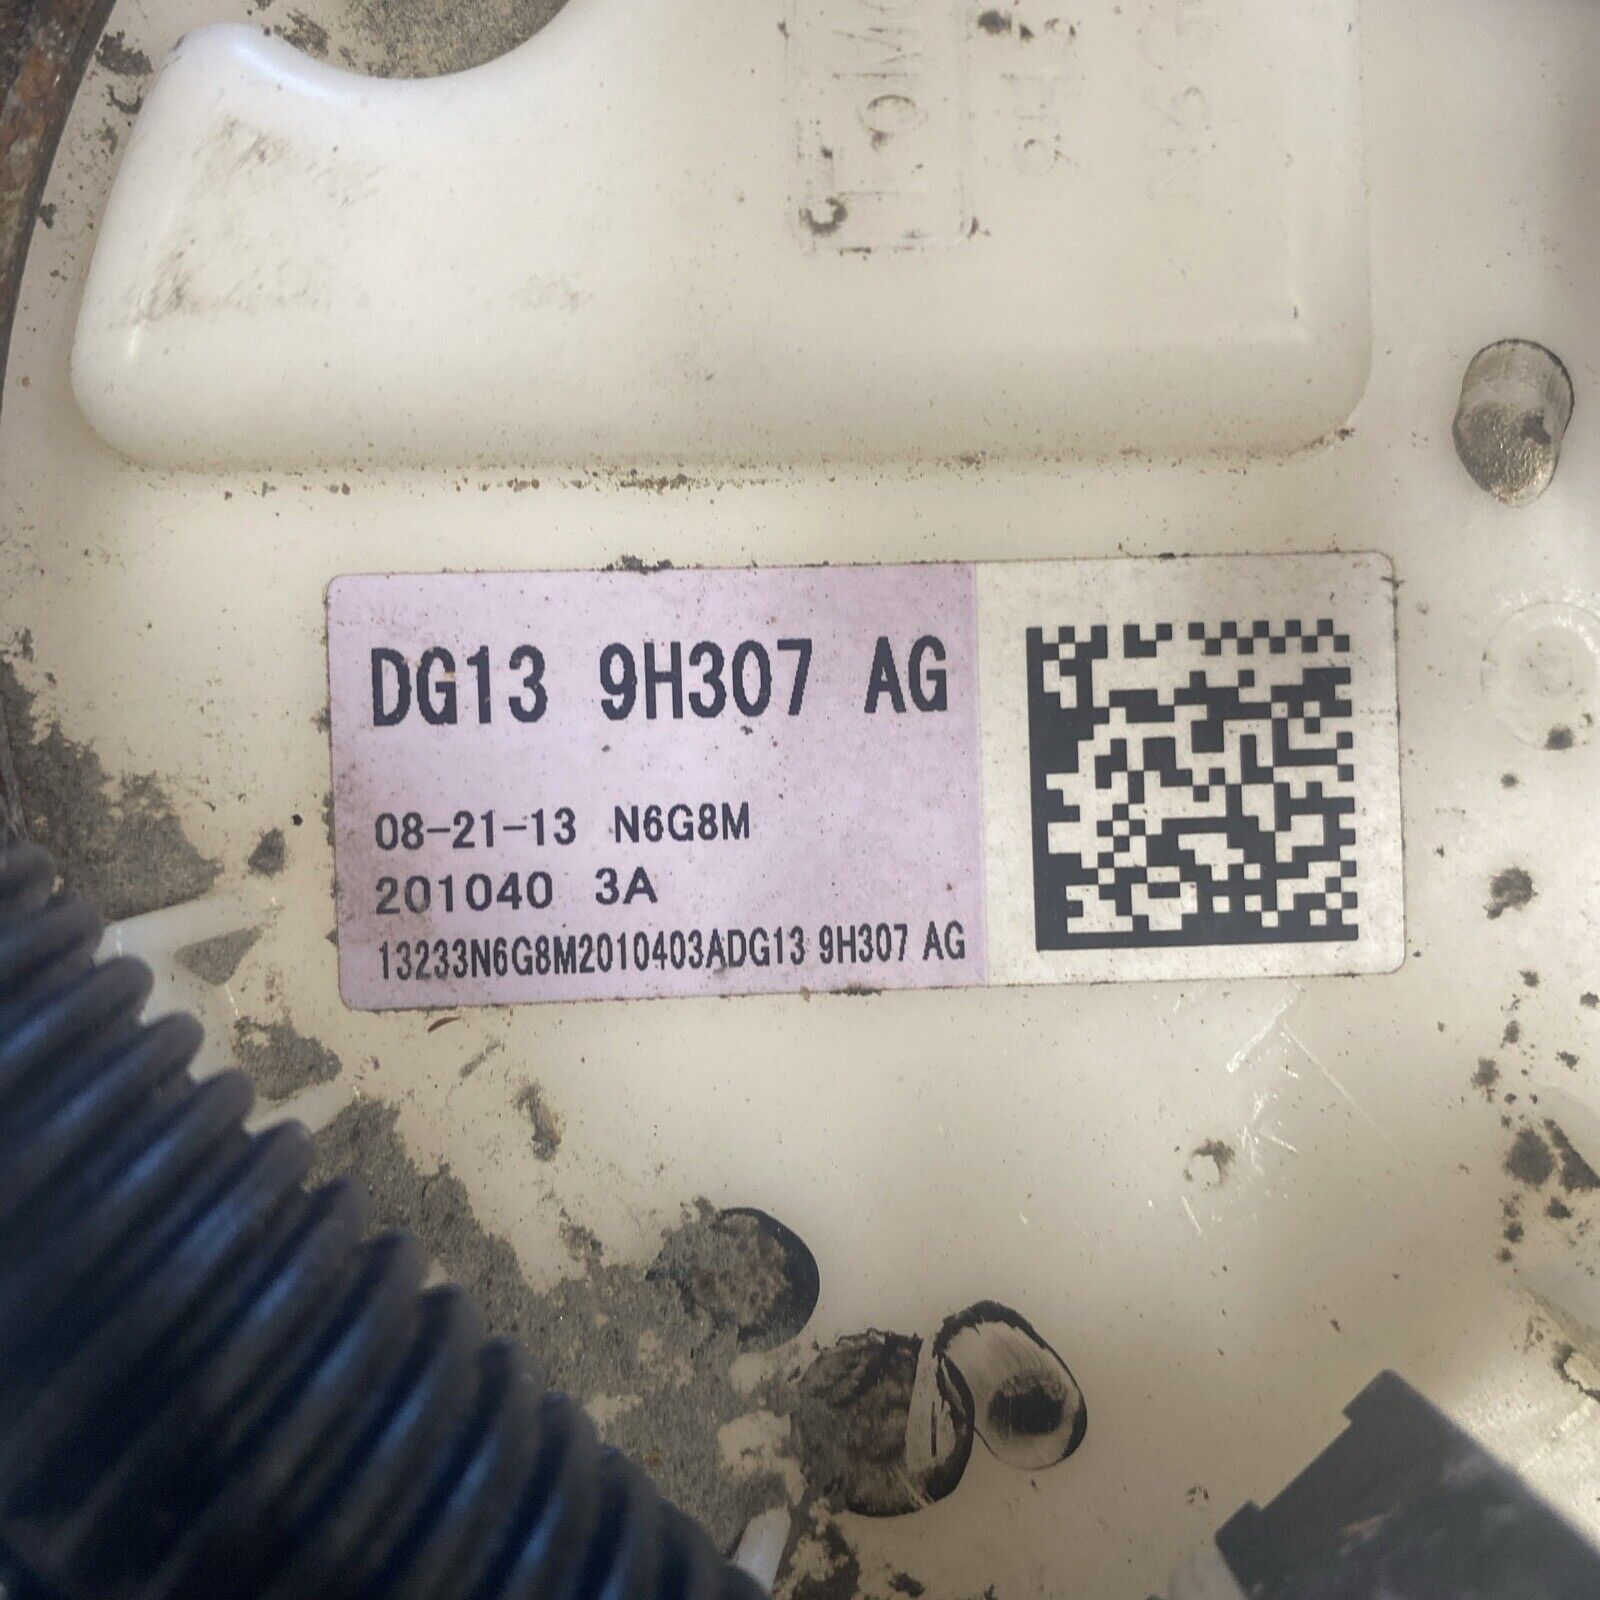 DG13 9H307 AG
08-21-13 N6G8M
201040 3A
13233N6G8M2010403ADG13 9H307 AG